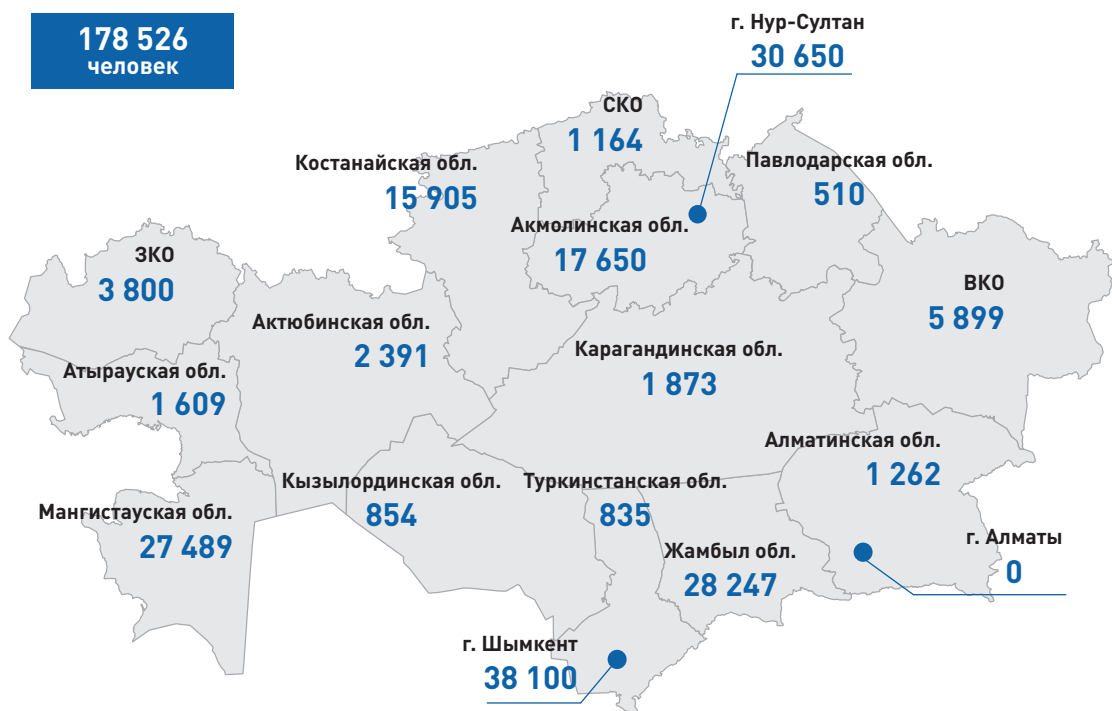 178 526
человек
г. Нур-Султан
30 650
СКО
1 164
Костанайская обл.
15 905
Павлодарская обл.
510
Акмолинская обл.
17 650
ЗКО
3 800
ВКО
5 899
Актюбинская обл.
2 391
Карагандинская обл.
1 873
Атырауская обл.
1 609
Алматинская обл.
1 262
Кызылординская обл.
854
Туркинстанская обл.
835
Мангистауская обл.
27 489
г. Алматы
0
Жамбыл обл.
28 247
г. Шымкент
38 100